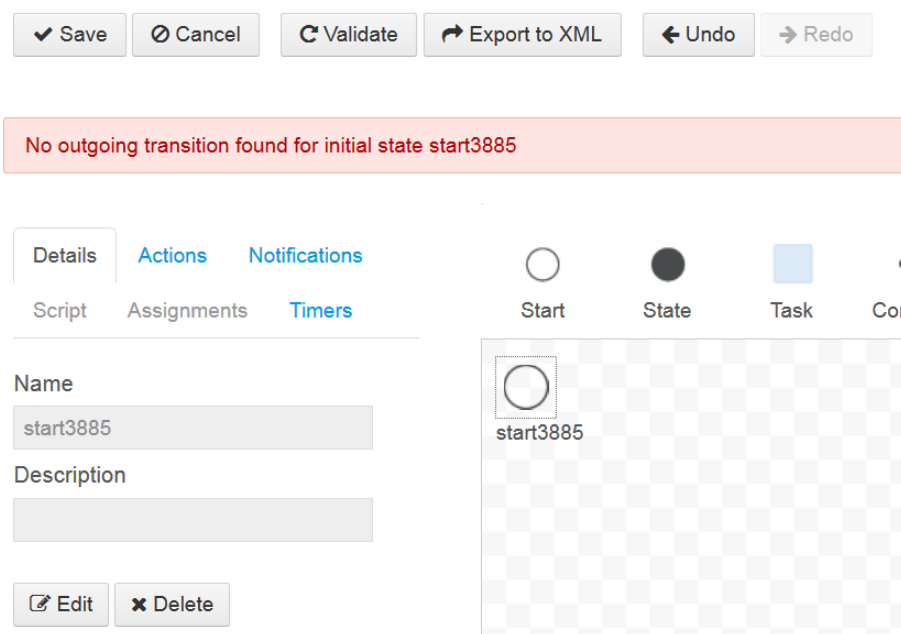 Save Cancel Validate Export to XML Undo Redo
No outgoing transition found for initial state start3885
Details Actions Notifications
Script Assignments Timers
Name
start3885
Description
Edit Delete
Start State Task
start3885